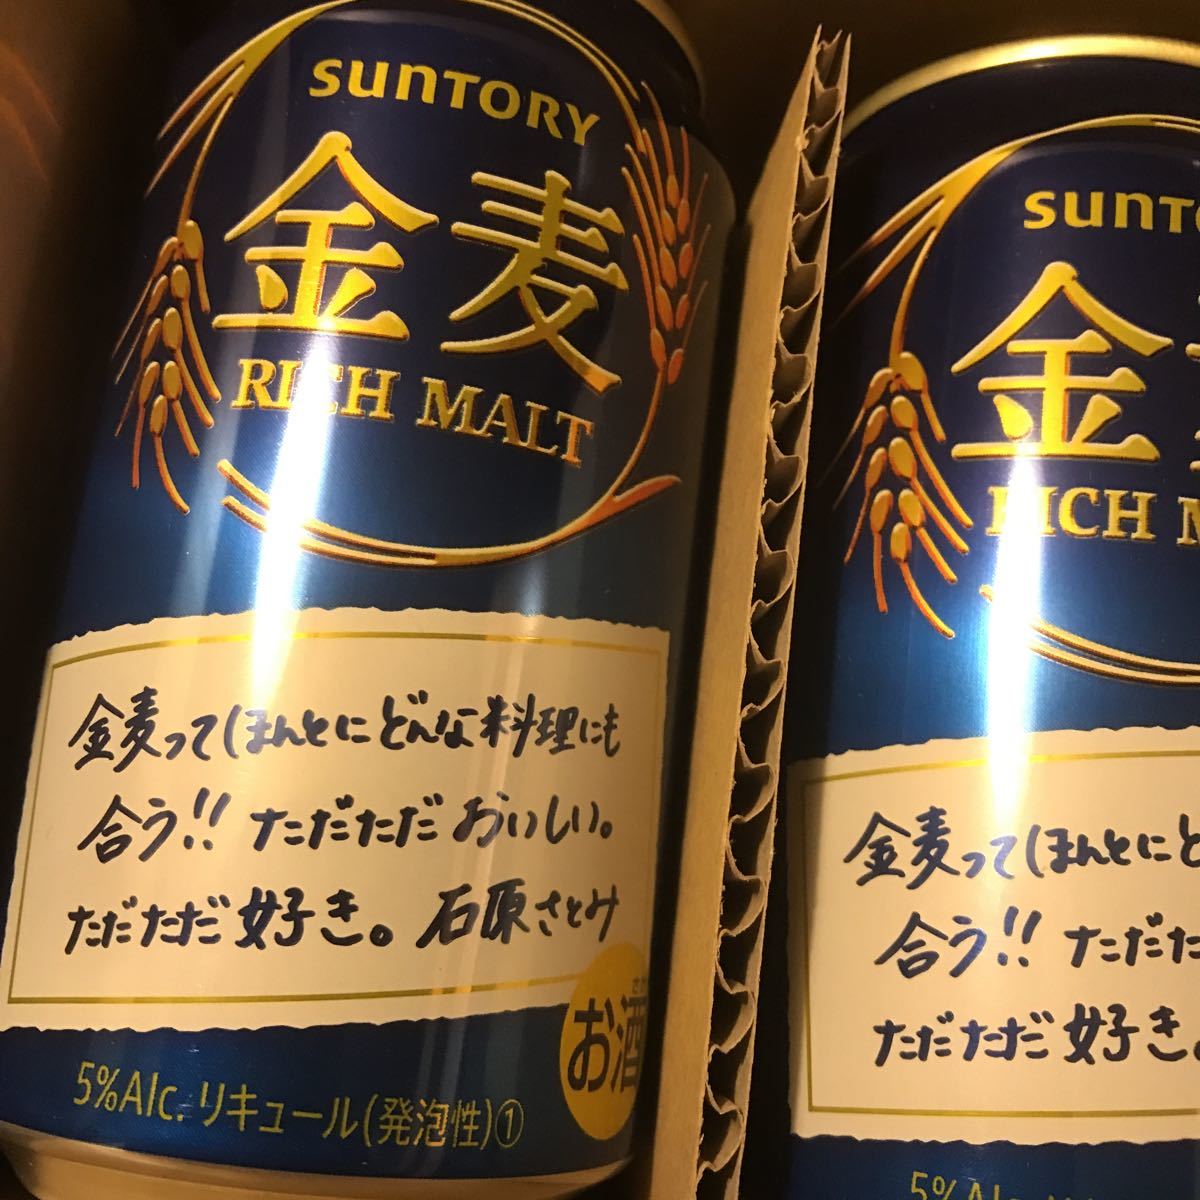 SUNTORY
金麦
RICH MALT
金麦ってほんとにどんな料理にも
合う!! ただただおいしい。
ただただ好き。 石原さとみ
お酒
5%Alc. リキュール(発泡性)①
SUNTO
金
RICH M
金麦ってほんとにど
合う!! ただた
ただただ好き。
5%Al